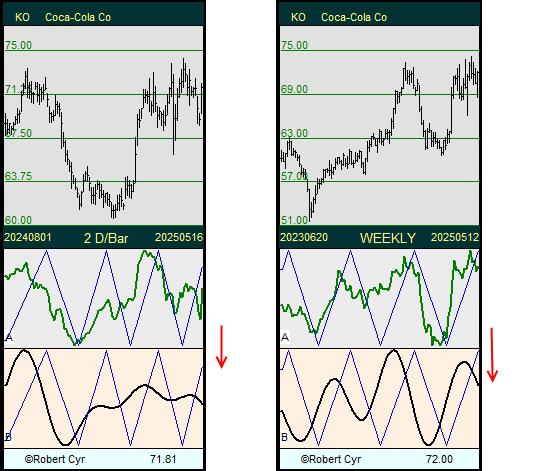 KO Coca-Cola Co
75.00
71.25
67.50
63.75
60.00
20240801 2 D/Bar 20250516
A
B
©Robert Cyr 71.81
KO Coca-Cola Co
75.00
69.00
63.00
57.00
51.00
20230620 WEEKLY 20250512
A
B
©Robert Cyr 72.00